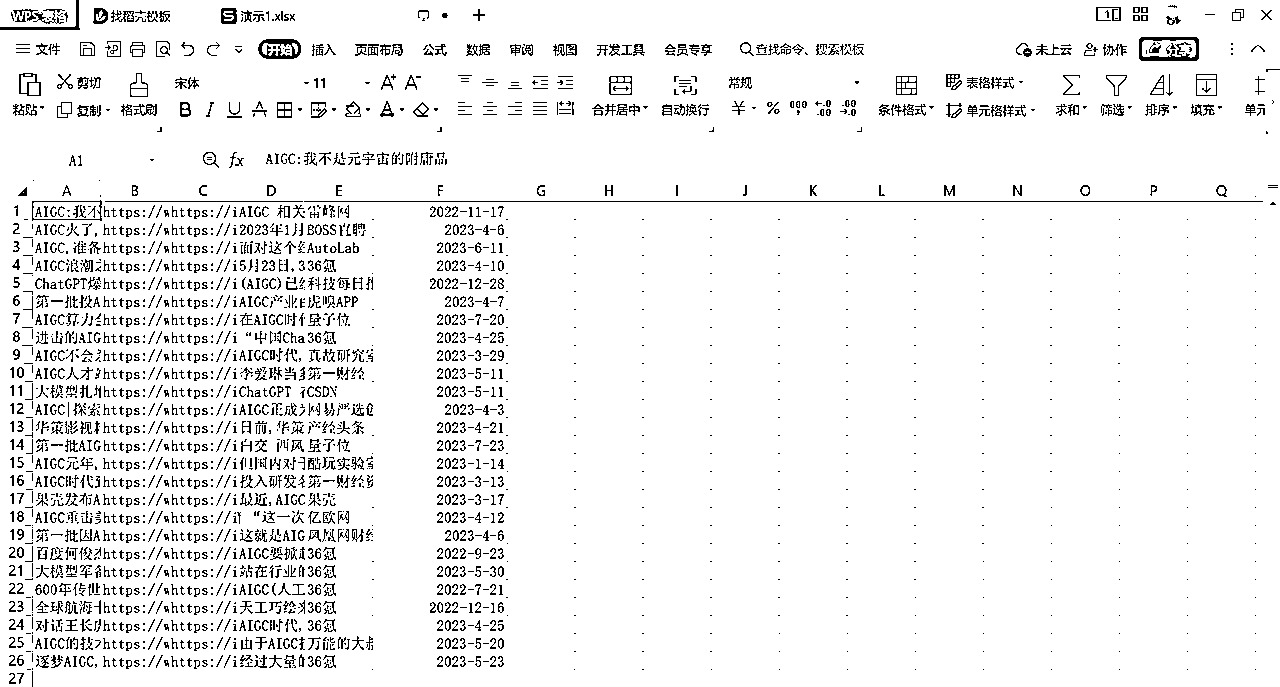 WPS表格 找稻壳模板 演示1.xlsx
文件 开始 插入 页面布局 公式 数据 审阅 视图 开发工具 会员专享 查找命令、搜索模板 未上云 协作 分享
粘贴 剪切 复制 格式刷 宋体 11 合并居中 自动换行 常规 条件格式 表格样式 单元格样式 求和 筛选 排序 填充 单元
A1 fx AIGC:我不是元宇宙的附庸品
A B C D E F G H I J K L M N O P Q
1 AIGC:我不 https://w https://i AIGC 相关 雷峰网 2022-11-17
2 AIGC火了, https://w https://i 2023年1月 BOSS直聘 2023-4-6
3 AIGC,准备 https://w https://i 面对这个 AutoLab 2023-6-11
4 AIGC浪潮 https://w https://i 5月23日,3 36氪 2023-4-10
5 ChatGPT爆 https://w https://i (AIGC)已 科技每日 2022-12-28
6 第一批投A https://w https://i AIGC产业 虎嗅APP 2023-4-7
7 AIGC算力 https://w https://i 在AIGC时 量子位 2023-7-20
8 进击的AIG https://w https://i “中国Cha 36氪 2023-4-25
9 AIGC不会 https://w https://i AIGC时代, 真故研究室 2023-3-29
10 AIGC人才 https://w https://i 李爱琳当 第一财经 2023-5-11
11 大模型扎 https://w https://i ChatGPT CSDN 2023-5-11
12 AIGC|探索 https://w https://i AIGC正成 网易严选 2023-4-3
13 华策影视 https://w https://i 日前,华策 产经头条 2023-4-21
14 第一批AIG https://w https://i 白交 西风 量子位 2023-7-23
15 AIGC元年, https://w https://i 但国内对 酷玩实验室 2023-1-14
16 AIGC时代 https://w https://i 投入研发 第一财经 2023-3-13
17 果壳发布A https://w https://i 最近,AIGC 果壳 2023-3-17
18 AIGC重击 https://w https://i “这一次 亿欧网 2023-4-12
19 第一批因A https://w https://i 这就是AIG 凤凰网财经 2023-4-6
20 百度何俊 https://w https://i AIGC要掀 36氪 2022-9-23
21 大模型军备 https://w https://i 站在行业 36氪 2023-5-30
22 600年传世 https://w https://i AIGC(人工 36氪 2022-7-21
23 全球航海 https://w https://i 天工巧绘 36氪 2022-12-16
24 对话王长 https://w https://i AIGC时代, 36氪 2023-4-25
25 AIGC的技 https://w https://i 由于AIGC 万能的大叔 2023-5-20
26 逐梦AIGC, https://w https://i 经过大量 36氪 2023-5-23
27